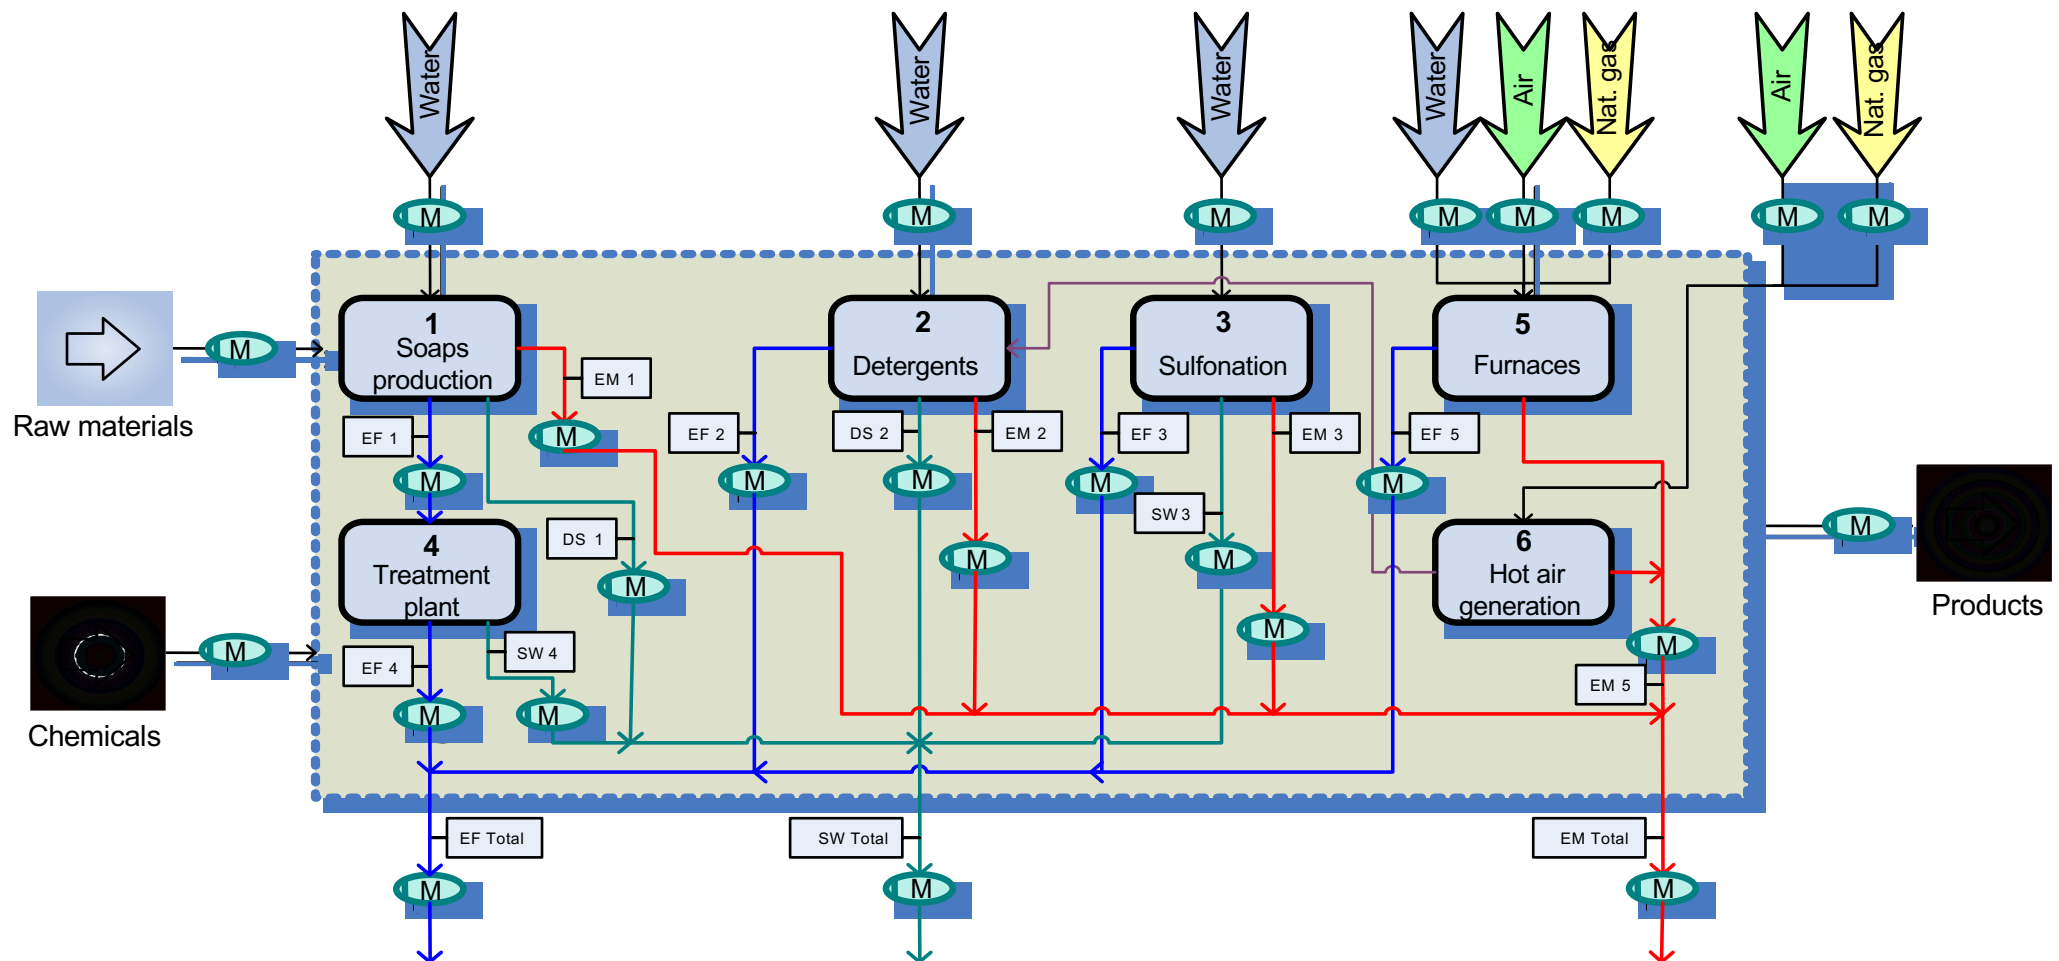 Water
Water
Water
Water
Air
Nat. gas
Air
Nat. gas
M
M
M
M
M
M
M
M
Raw materials
M
1
Soaps
production
2
Detergents
3
Sulfonation
5
Furnaces
EM 1
EF 1
M
EF 2
DS 2
EM 2
EF 3
EM 3
EF 5
M
M
M
M
M
SW 3
M
Products
4
Treatment
plant
DS 1
M
M
M
6
Hot air
generation
Chemicals
M
EF 4
SW 4
M
M
EM 5
M
M
EF Total
SW Total
EM Total
M
M
M